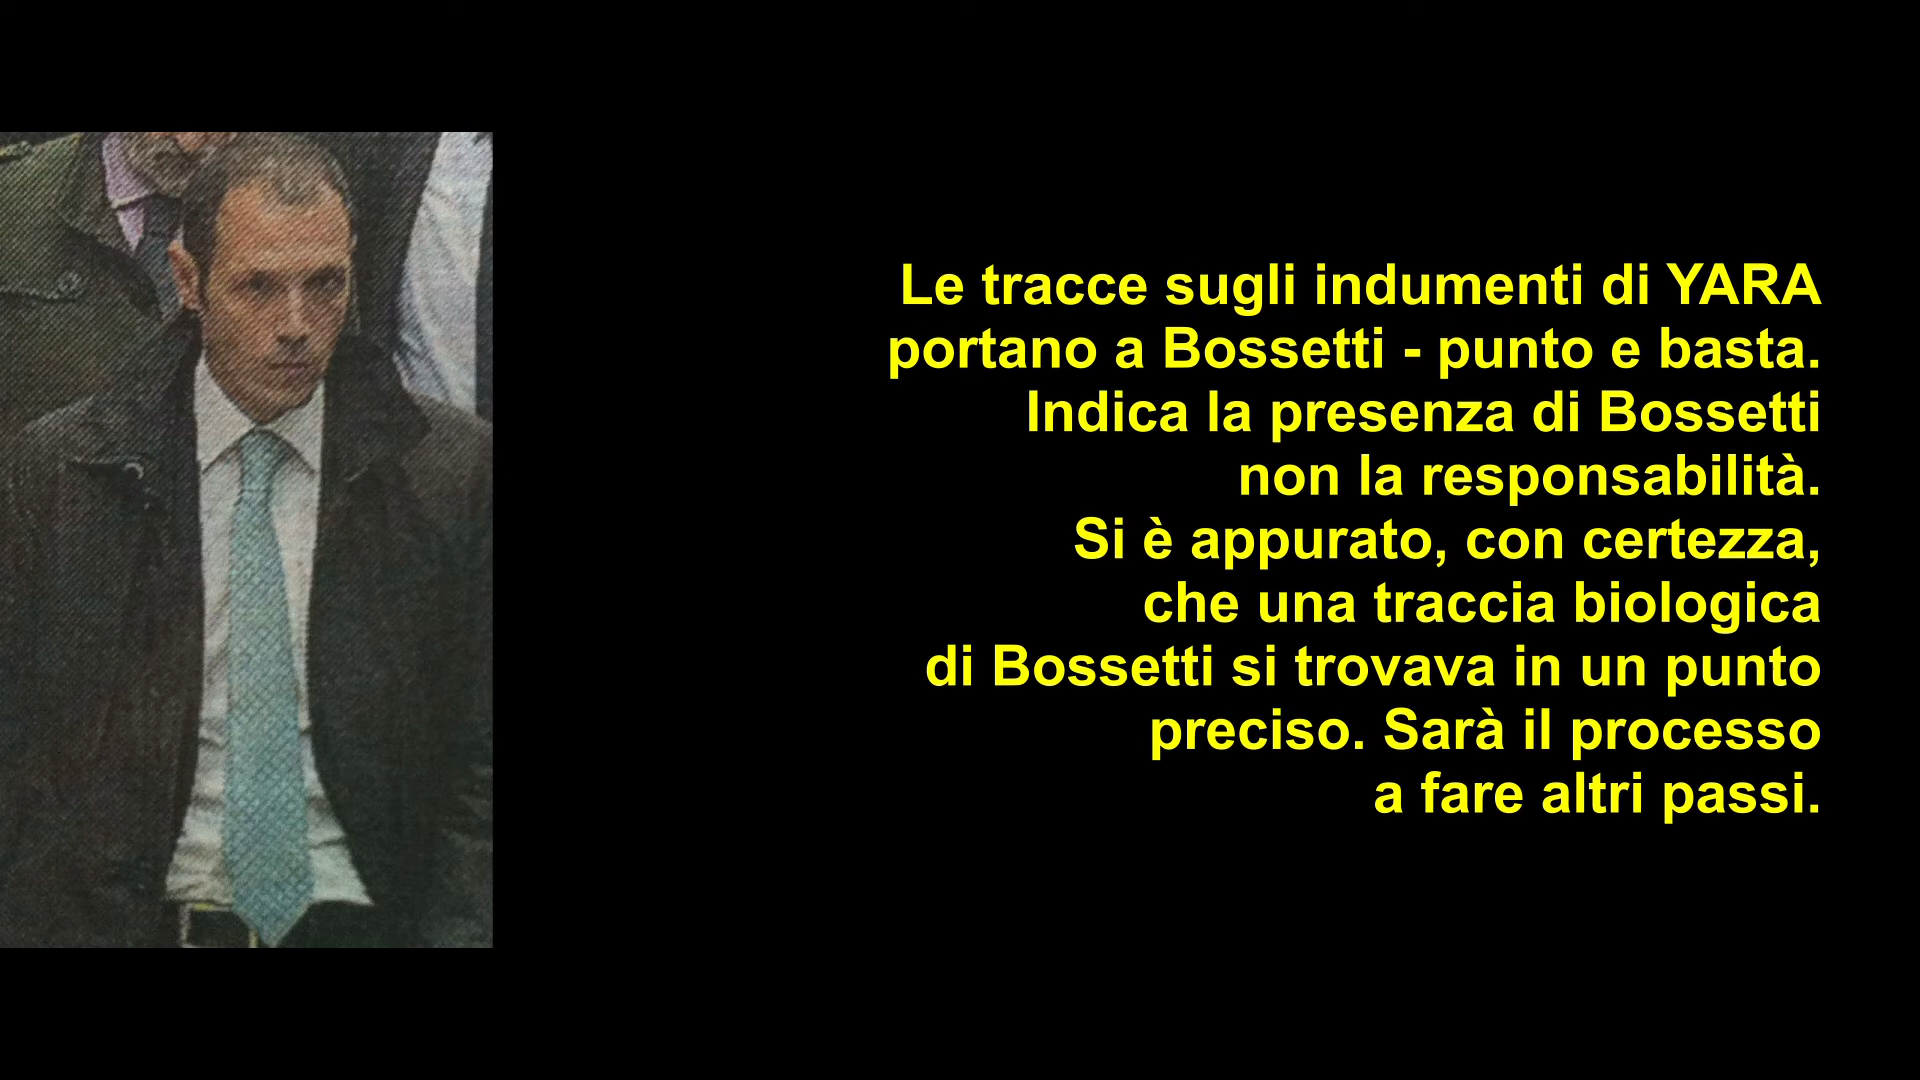 Le tracce sugli indumenti di YARA
portano a Bossetti - punto e basta.
Indica la presenza di Bossetti
non la responsabilità.
Si è appurato, con certezza,
che una traccia biologica
di Bossetti si trovava in un punto
preciso. Sarà il processo
a fare altri passi.